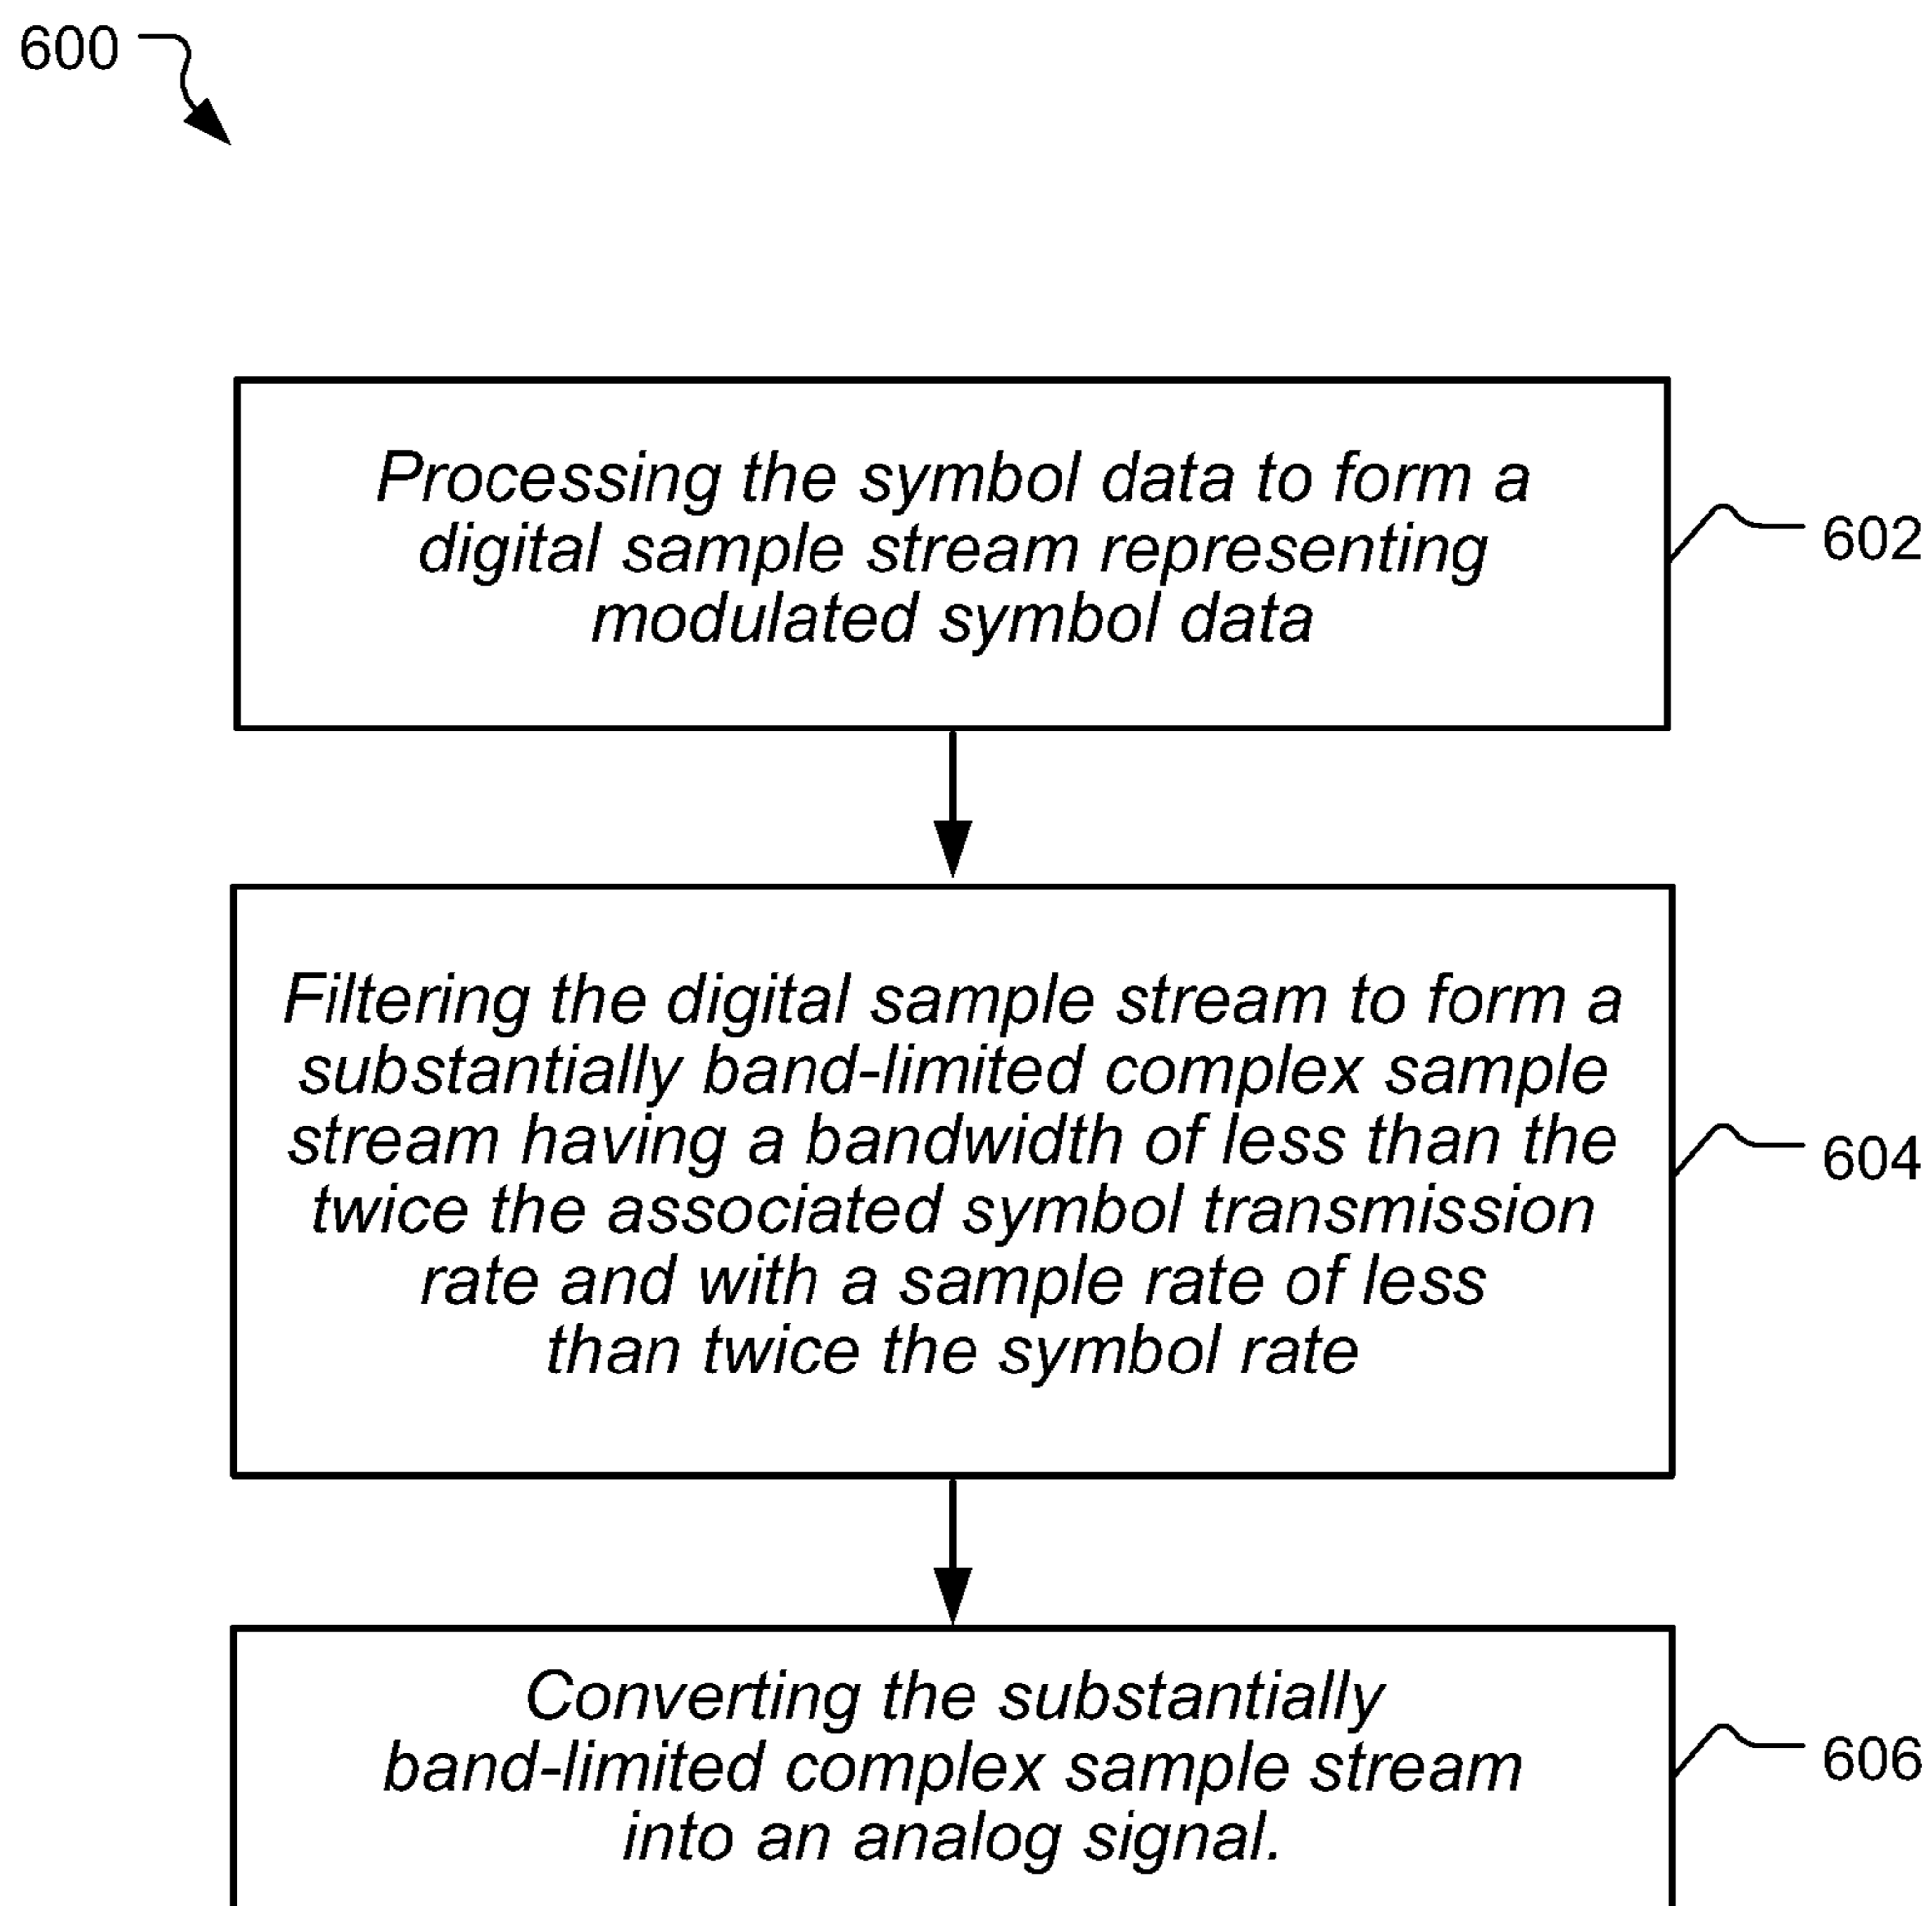 600
Processing the symbol data to form a
digital sample stream representing
modulated symbol data
602
Filtering the digital sample stream to form a
substantially band-limited complex sample
stream having a bandwidth of less than the
twice the associated symbol transmission
rate and with a sample rate of less
than twice the symbol rate
604
Converting the substantially
band-limited complex sample stream
into an analog signal.
606